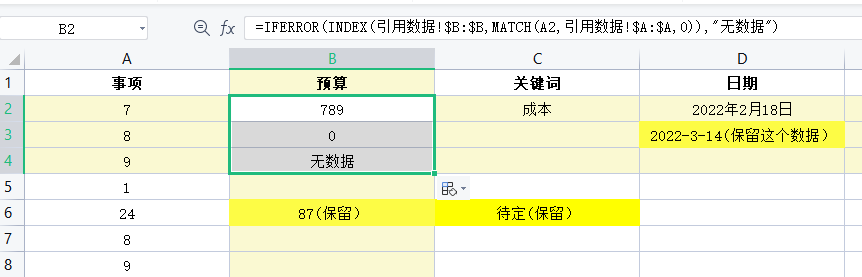 B2 fx =IFERROR(INDEX(引用数据!$B:$B,MATCH(A2,引用数据!$A:$A,0)),"无数据")
A B C D
1 事项 预算 关键词 日期
2 7 789 成本 2022年2月18日
3 8 0 2022-3-14(保留这个数据)
4 9 无数据
5 1
6 24 87(保留) 待定(保留)
7 8
8 9